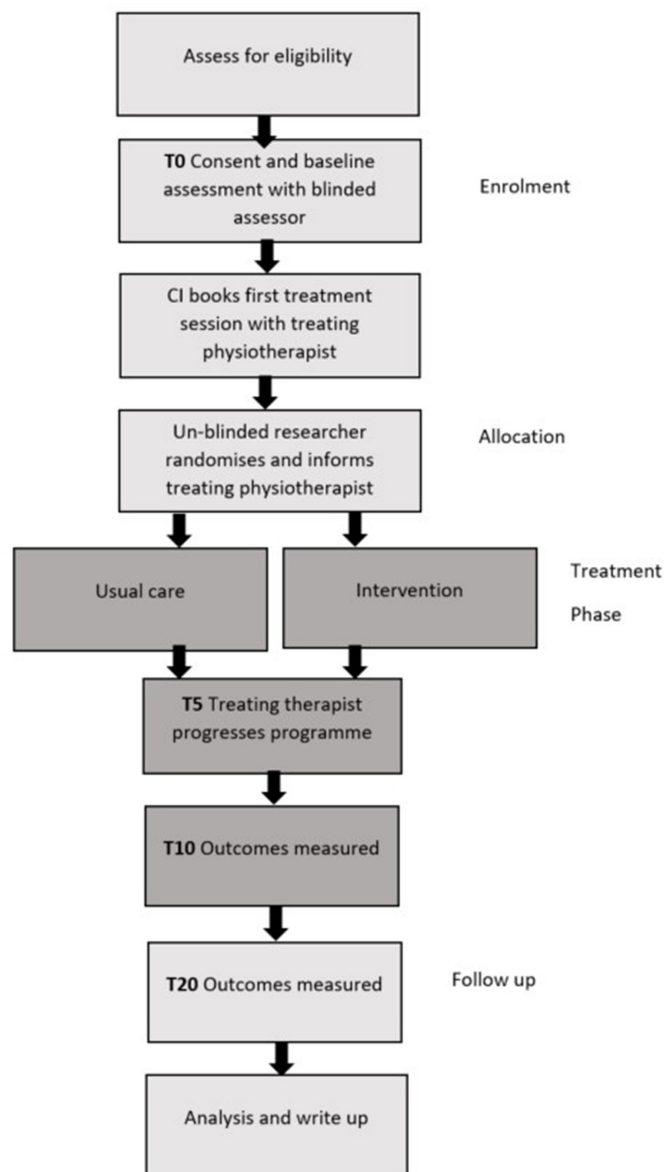 Assess for eligibility
T0 Consent and baseline
assessment with blinded
assessor
Enrolment
CI books first treatment
session with treating
physiotherapist
Un-blinded researcher
randomises and informs
treating physiotherapist
Allocation
Usual care
Intervention
Treatment
Phase
T5 Treating therapist
progresses programme
T10 Outcomes measured
T20 Outcomes measured
Follow up
Analysis and write up